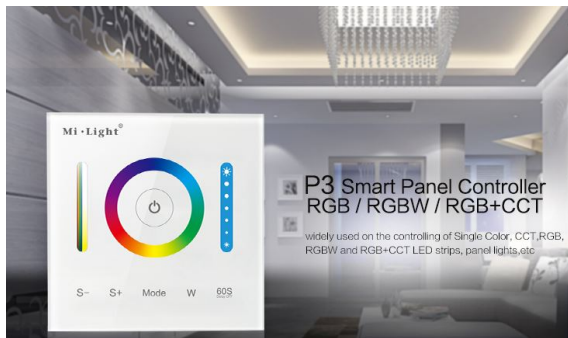 Mi·Light®
P3 Smart Panel Controller
RGB / RGBW / RGB+CCT
widely used on the controlling of Single Color, CCT,RGB,
RGBW and RGB+CCT LED strips, panel lights,etc
S- S+ Mode W 60S